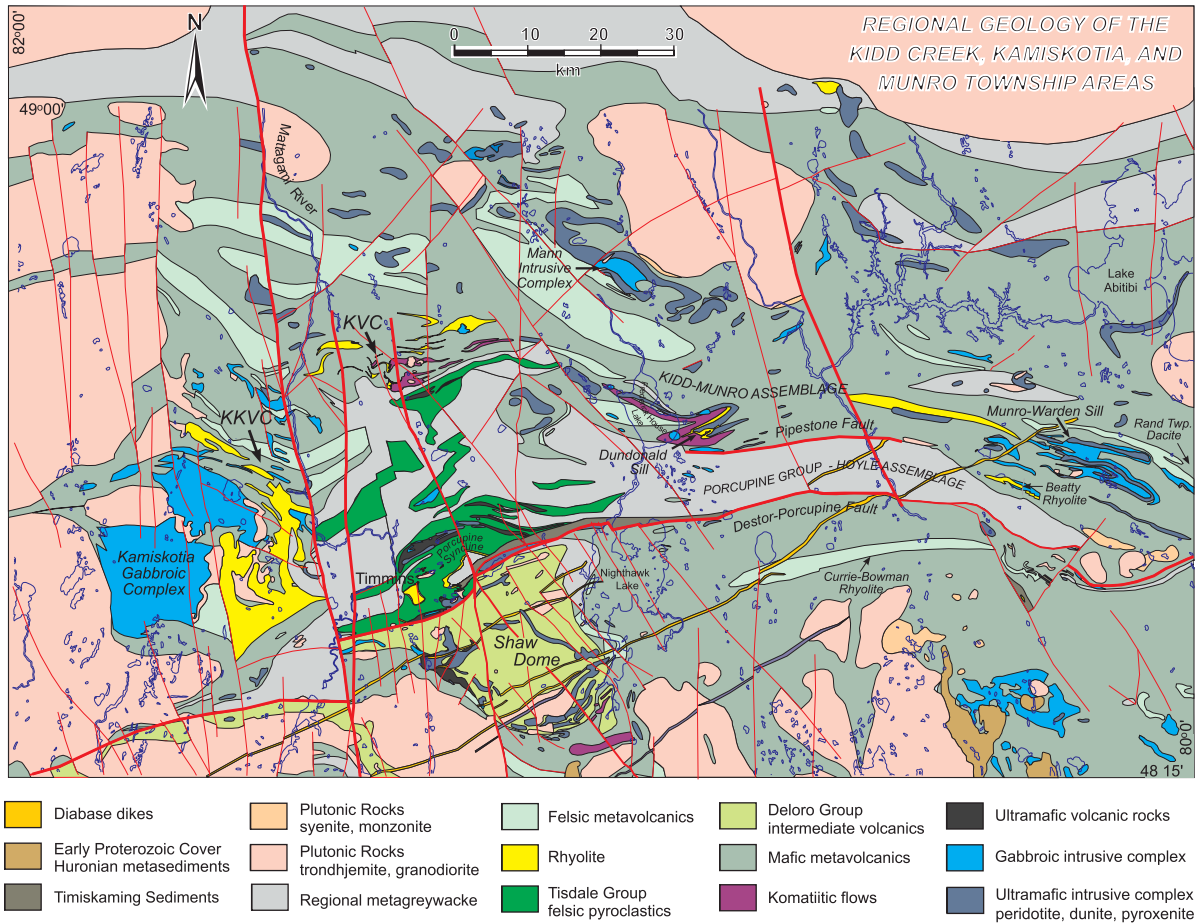 82°00'
N
0 10 20 30
km
REGIONAL GEOLOGY OF THE
KIDD CREEK, KAMISKOTIA, AND
MUNRO TOWNSHIP AREAS
49°00'
Mattagami River
Mann
Intrusive
Complex
Lake
Abitibi
KVC
KIDD-MUNRO ASSEMBLAGE
KKVC
Munro-Warden Sill
Rand Twp.
Dacite
Pipestone Fault
Dundonald
Sill
PORCUPINE GROUP - HOYLE ASSEMBLAGE
Beatty
Rhyolite
Destor-Porcupine Fault
Porcupine
Syncline
Kamiskotia
Gabbroic
Complex
Timmins
Nighthawk
Lake
Currie-Bowman
Rhyolite
Shaw
Dome
80°0'
48 15'
Diabase dikes
Early Proterozoic Cover
Huronian metasediments
Timiskaming Sediments
Plutonic Rocks
syenite, monzonite
Plutonic Rocks
trondhjemite, granodiorite
Regional metagreywacke
Felsic metavolcanics
Rhyolite
Tisdale Group
felsic pyroclastics
Deloro Group
intermediate volcanics
Mafic metavolcanics
Komatiitic flows
Ultramafic volcanic rocks
Gabbroic intrusive complex
Ultramafic intrusive complex
peridotite, dunite, pyroxenite